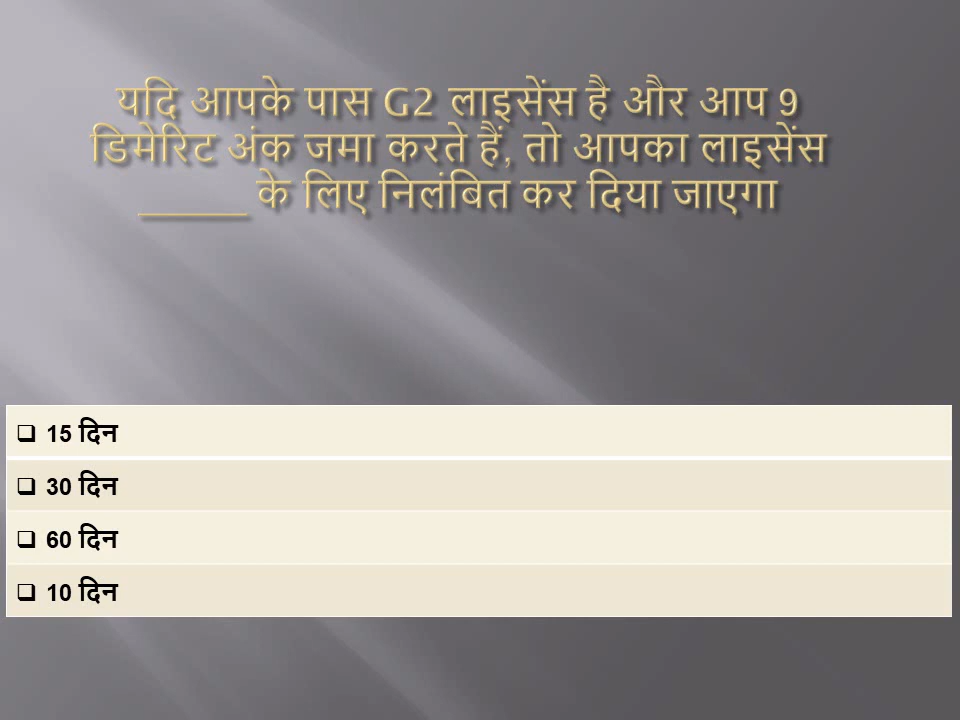 यदि आपके पास G2 लाइसेंस है और आप 9
डिमेरिट अंक जमा करते हैं, तो आपका लाइसेंस
_____ के लिए निलंबित कर दिया जाएगा
❑ 15 दिन
❑ 30 दिन
❑ 60 दिन
❑ 10 दिन